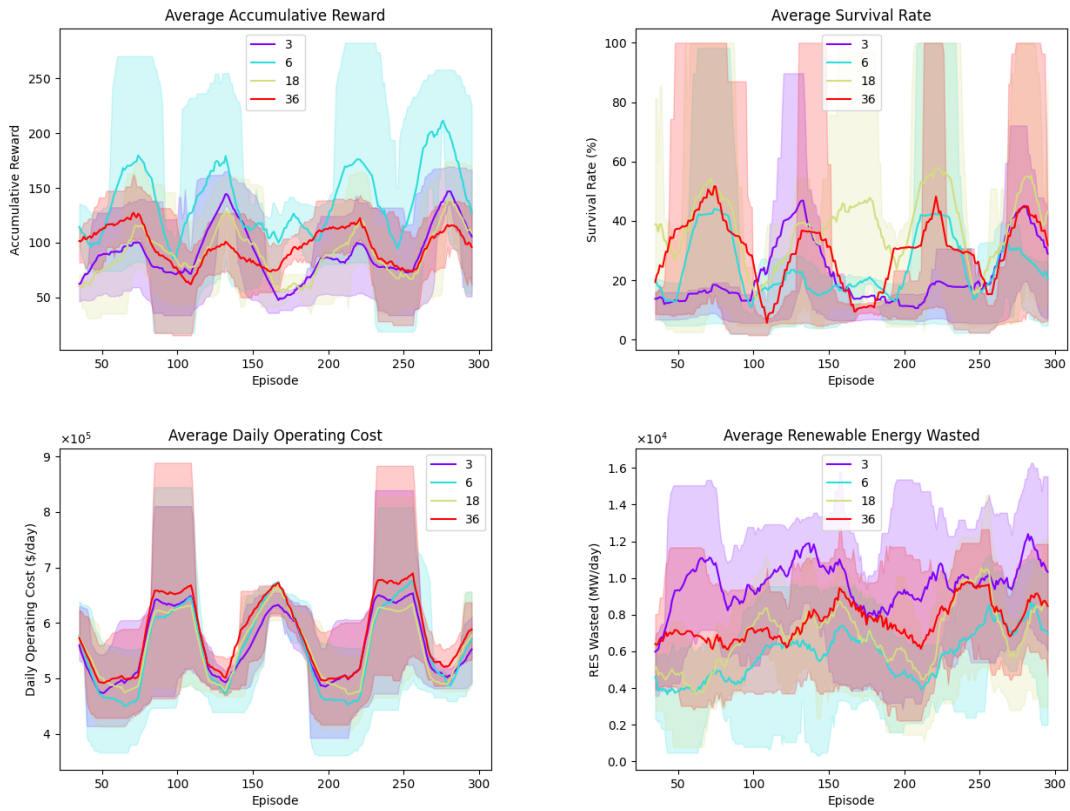 Average Accumulative Reward
Accumulative Reward
250
200
150
100
50
3
6
18
36
50 100 150 200 250 300
Episode
Average Survival Rate
Survival Rate (%)
100
80
60
40
20
0
3
6
18
36
50 100 150 200 250 300
Episode
Average Daily Operating Cost
×10⁵
Daily Operating Cost ($/day)
9
8
7
6
5
4
3
6
18
36
50 100 150 200 250 300
Episode
Average Renewable Energy Wasted
×10⁴
RES Wasted (MW/day)
1.6
1.4
1.2
1.0
0.8
0.6
0.4
0.2
0.0
3
6
18
36
50 100 150 200 250 300
Episode